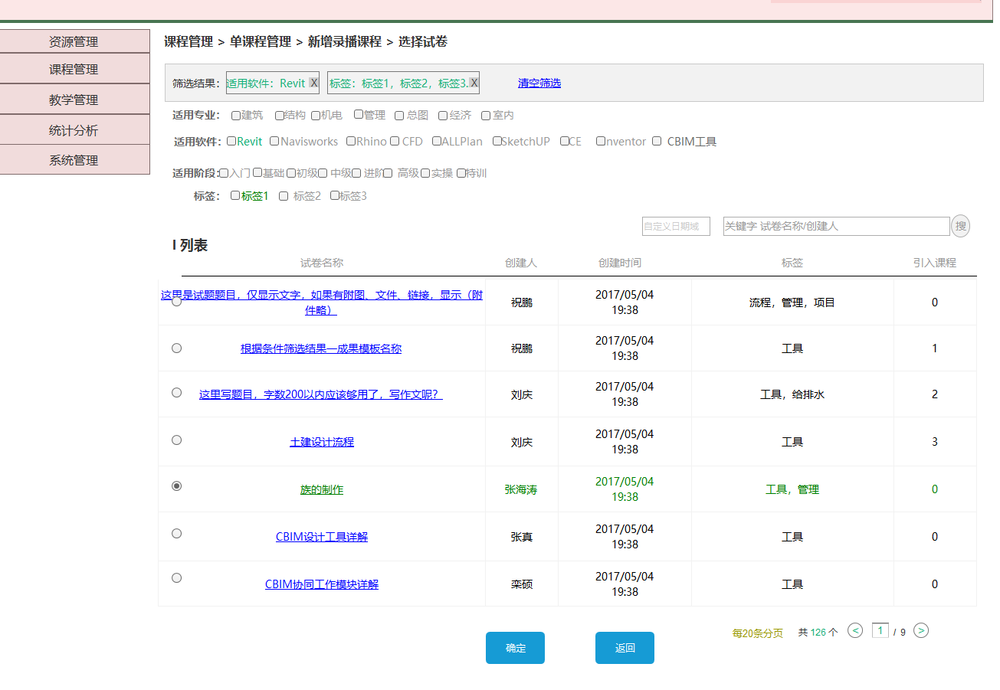 资源管理
课程管理
教学管理
统计分析
系统管理
课程管理 > 单课程管理 > 新增录播课程 > 选择试卷
筛选结果： 适用软件：Revit X 标签：标签1，标签2，标签3. X 清空筛选
适用专业： 建筑 结构 机电 管理 总图 经济 室内
适用软件： Revit Navisworks Rhino CFD ALLPlan SketchUP CE Inventor CBIM工具
适用阶段： 入门 基础 初级 中级 进阶 高级 实操 特训
标签： 标签1 标签2 标签3
自定义日期域 关键字 试卷名称/创建人 搜
I 列表
试卷名称 创建人 创建时间 标签 引入课程
这里是试题题目，仅显示文字，如果有附图、文件、链接，显示（附
件略） 祝鹏 2017/05/04 19:38 流程，管理，项目 0
根据条件筛选结果—成果模板名称 祝鹏 2017/05/04 19:38 工具 1
这里写题目，字数200以内应该够用了，写作文呢？ 刘庆 2017/05/04 19:38 工具，给排水 2
土建设计流程 刘庆 2017/05/04 19:38 工具 3
族的制作 张海涛 2017/05/04 19:38 工具，管理 0
CBIM设计工具详解 张真 2017/05/04 19:38 工具 0
CBIM协同工作模块详解 栾硕 2017/05/04 19:38 工具 0
每20条分页 共 126 个 < 1 / 9 >
确定 返回